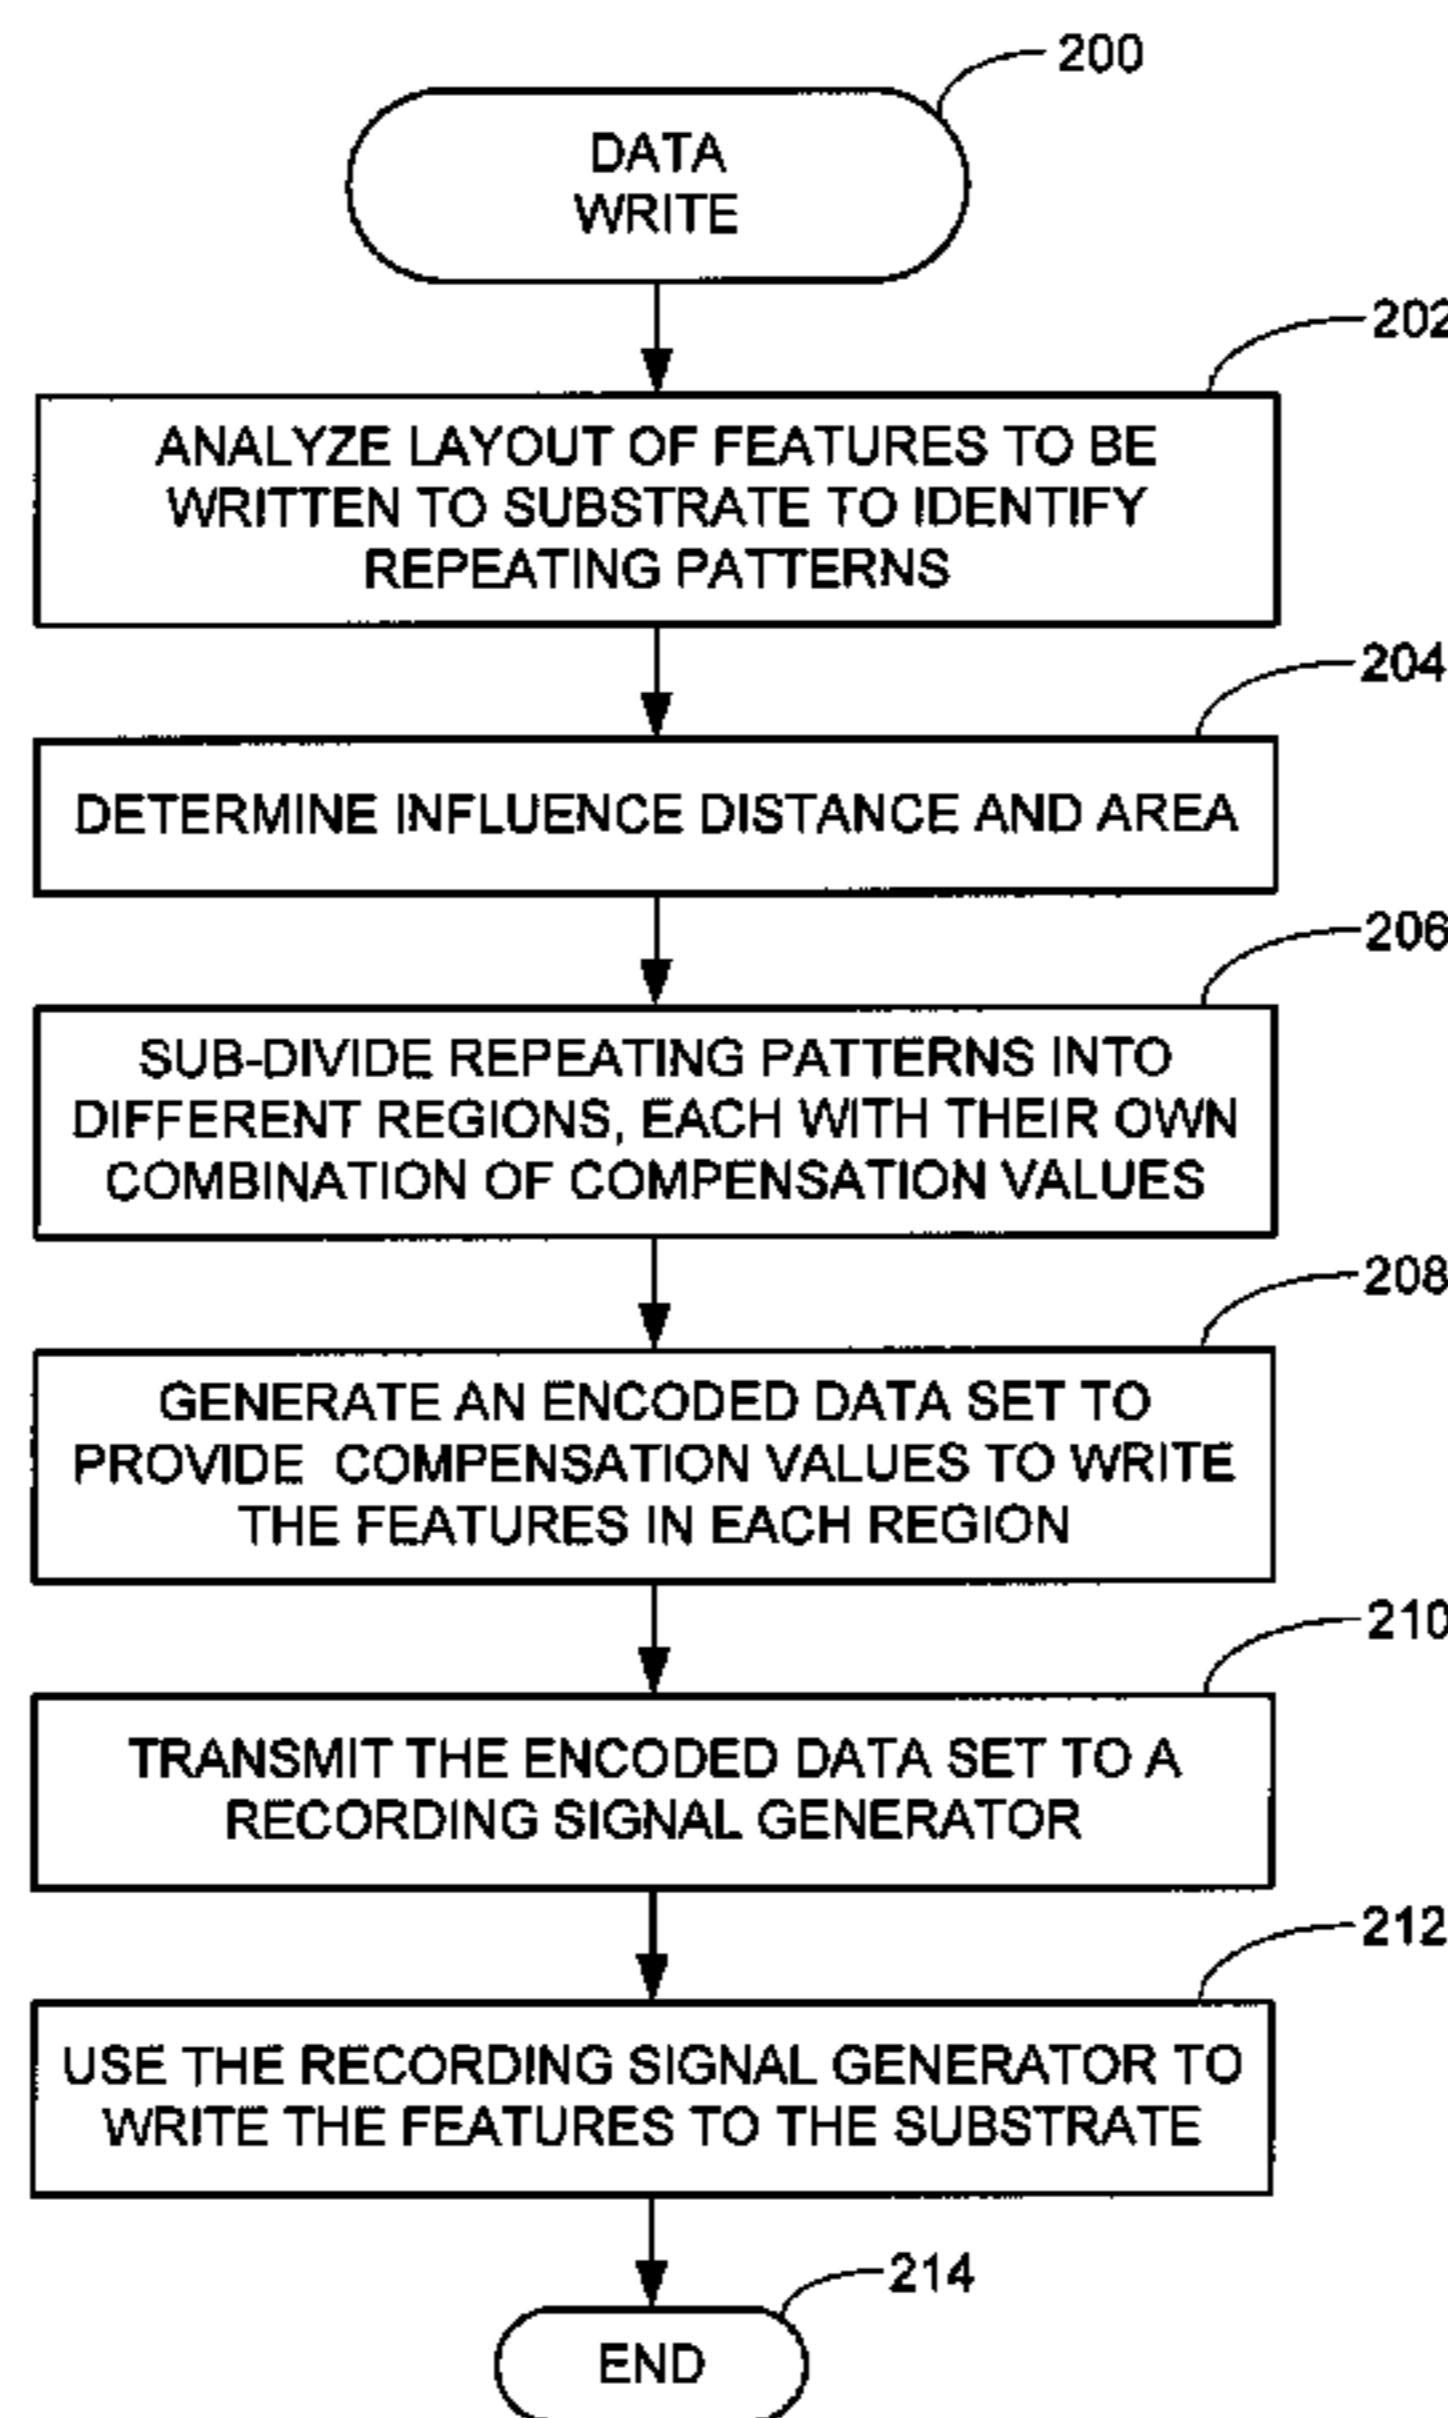 200
DATA
WRITE
202
ANALYZE LAYOUT OF FEATURES TO BE
WRITTEN TO SUBSTRATE TO IDENTIFY
REPEATING PATTERNS
204
DETERMINE INFLUENCE DISTANCE AND AREA
206
SUB-DIVIDE REPEATING PATTERNS INTO
DIFFERENT REGIONS, EACH WITH THEIR OWN
COMBINATION OF COMPENSATION VALUES
208
GENERATE AN ENCODED DATA SET TO
PROVIDE COMPENSATION VALUES TO WRITE
THE FEATURES IN EACH REGION
210
TRANSMIT THE ENCODED DATA SET TO A
RECORDING SIGNAL GENERATOR
212
USE THE RECORDING SIGNAL GENERATOR TO
WRITE THE FEATURES TO THE SUBSTRATE
214
END